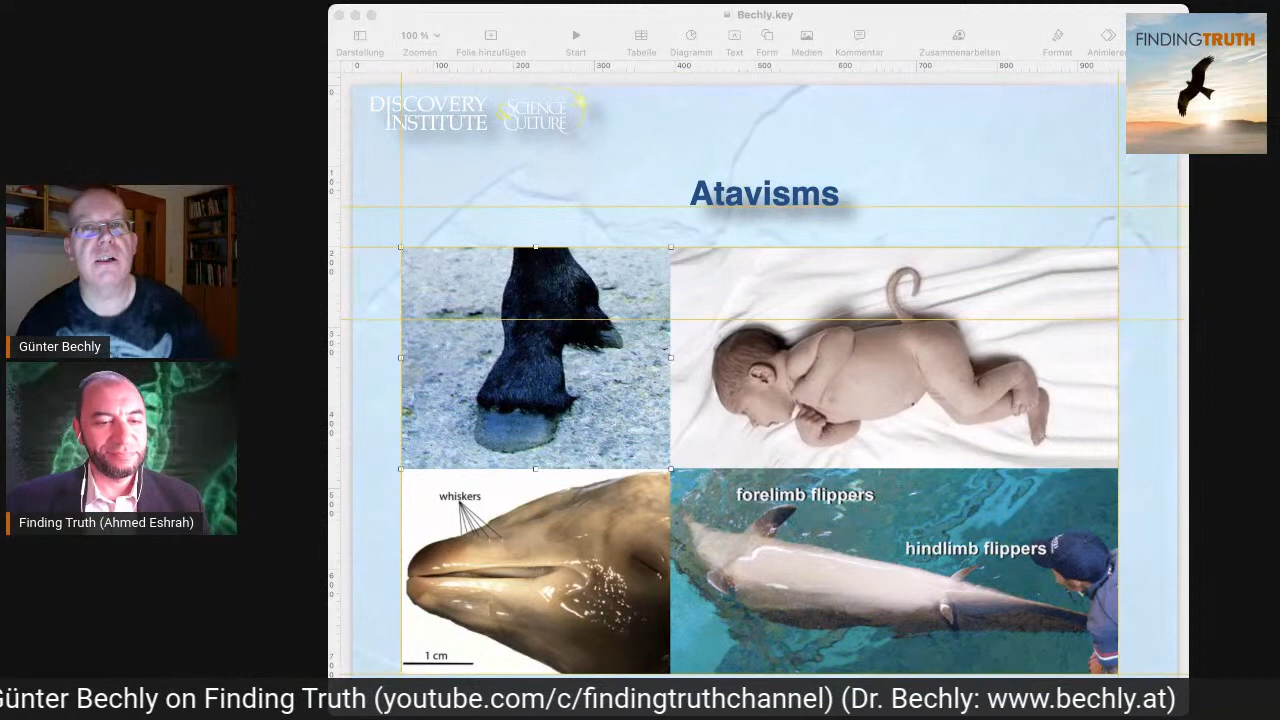 Bechly.key
100 %
Darstellung
Zoomen
Folie hinzufügen
Start
Tabelle
Diagramm
Text
Form
Medien
Kommentar
Zusammenarbeiten
Format
Animieren
0 100 200 300 400 500 600 700 800 900
FINDINGTRUTH
DISCOVERY
INSTITUTE
SCIENCE
CULTURE
Atavisms
Günter Bechly
Finding Truth (Ahmed Eshrah)
whiskers
1 cm
forelimb flippers
hindlimb flippers
Günter Bechly on Finding Truth (youtube.com/c/findingtruthchannel) (Dr. Bechly: www.bechly.at)